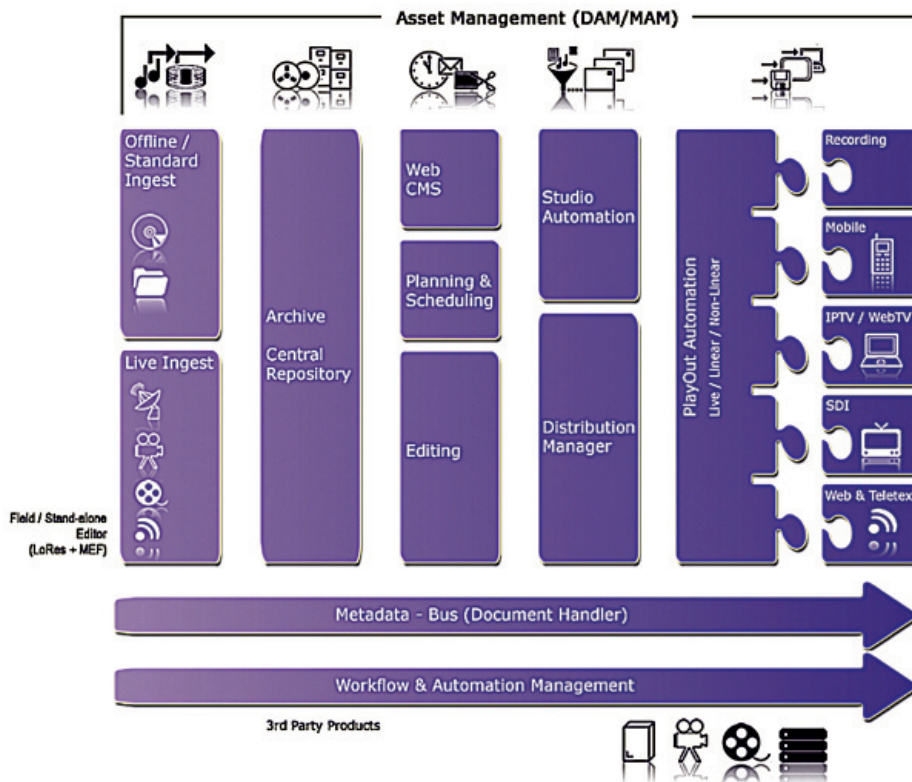 Asset Management (DAM/MAM)
Offline /
Standard
Ingest
Live Ingest
Field / Stand-alone
Editor
(LoRes + MEF)
Archive
Central
Repository
Web
CMS
Planning &
Scheduling
Editing
Studio
Automation
Distribution
Manager
PlayOut Automation
Live / Linear / Non-Linear
Recording
Mobile
IPTV / WebTV
SDI
Web & Teletex
Metadata - Bus (Document Handler)
Workflow & Automation Management
3rd Party Products